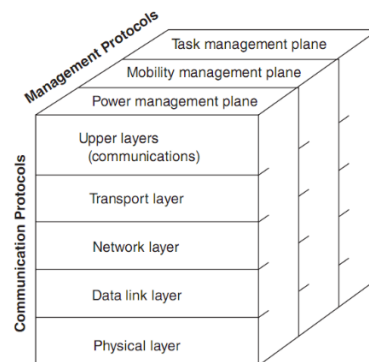 Management Protocols
Task management plane
Mobility management plane
Power management plane
Communication Protocols
Upper layers
(communications)
Transport layer
Network layer
Data link layer
Physical layer